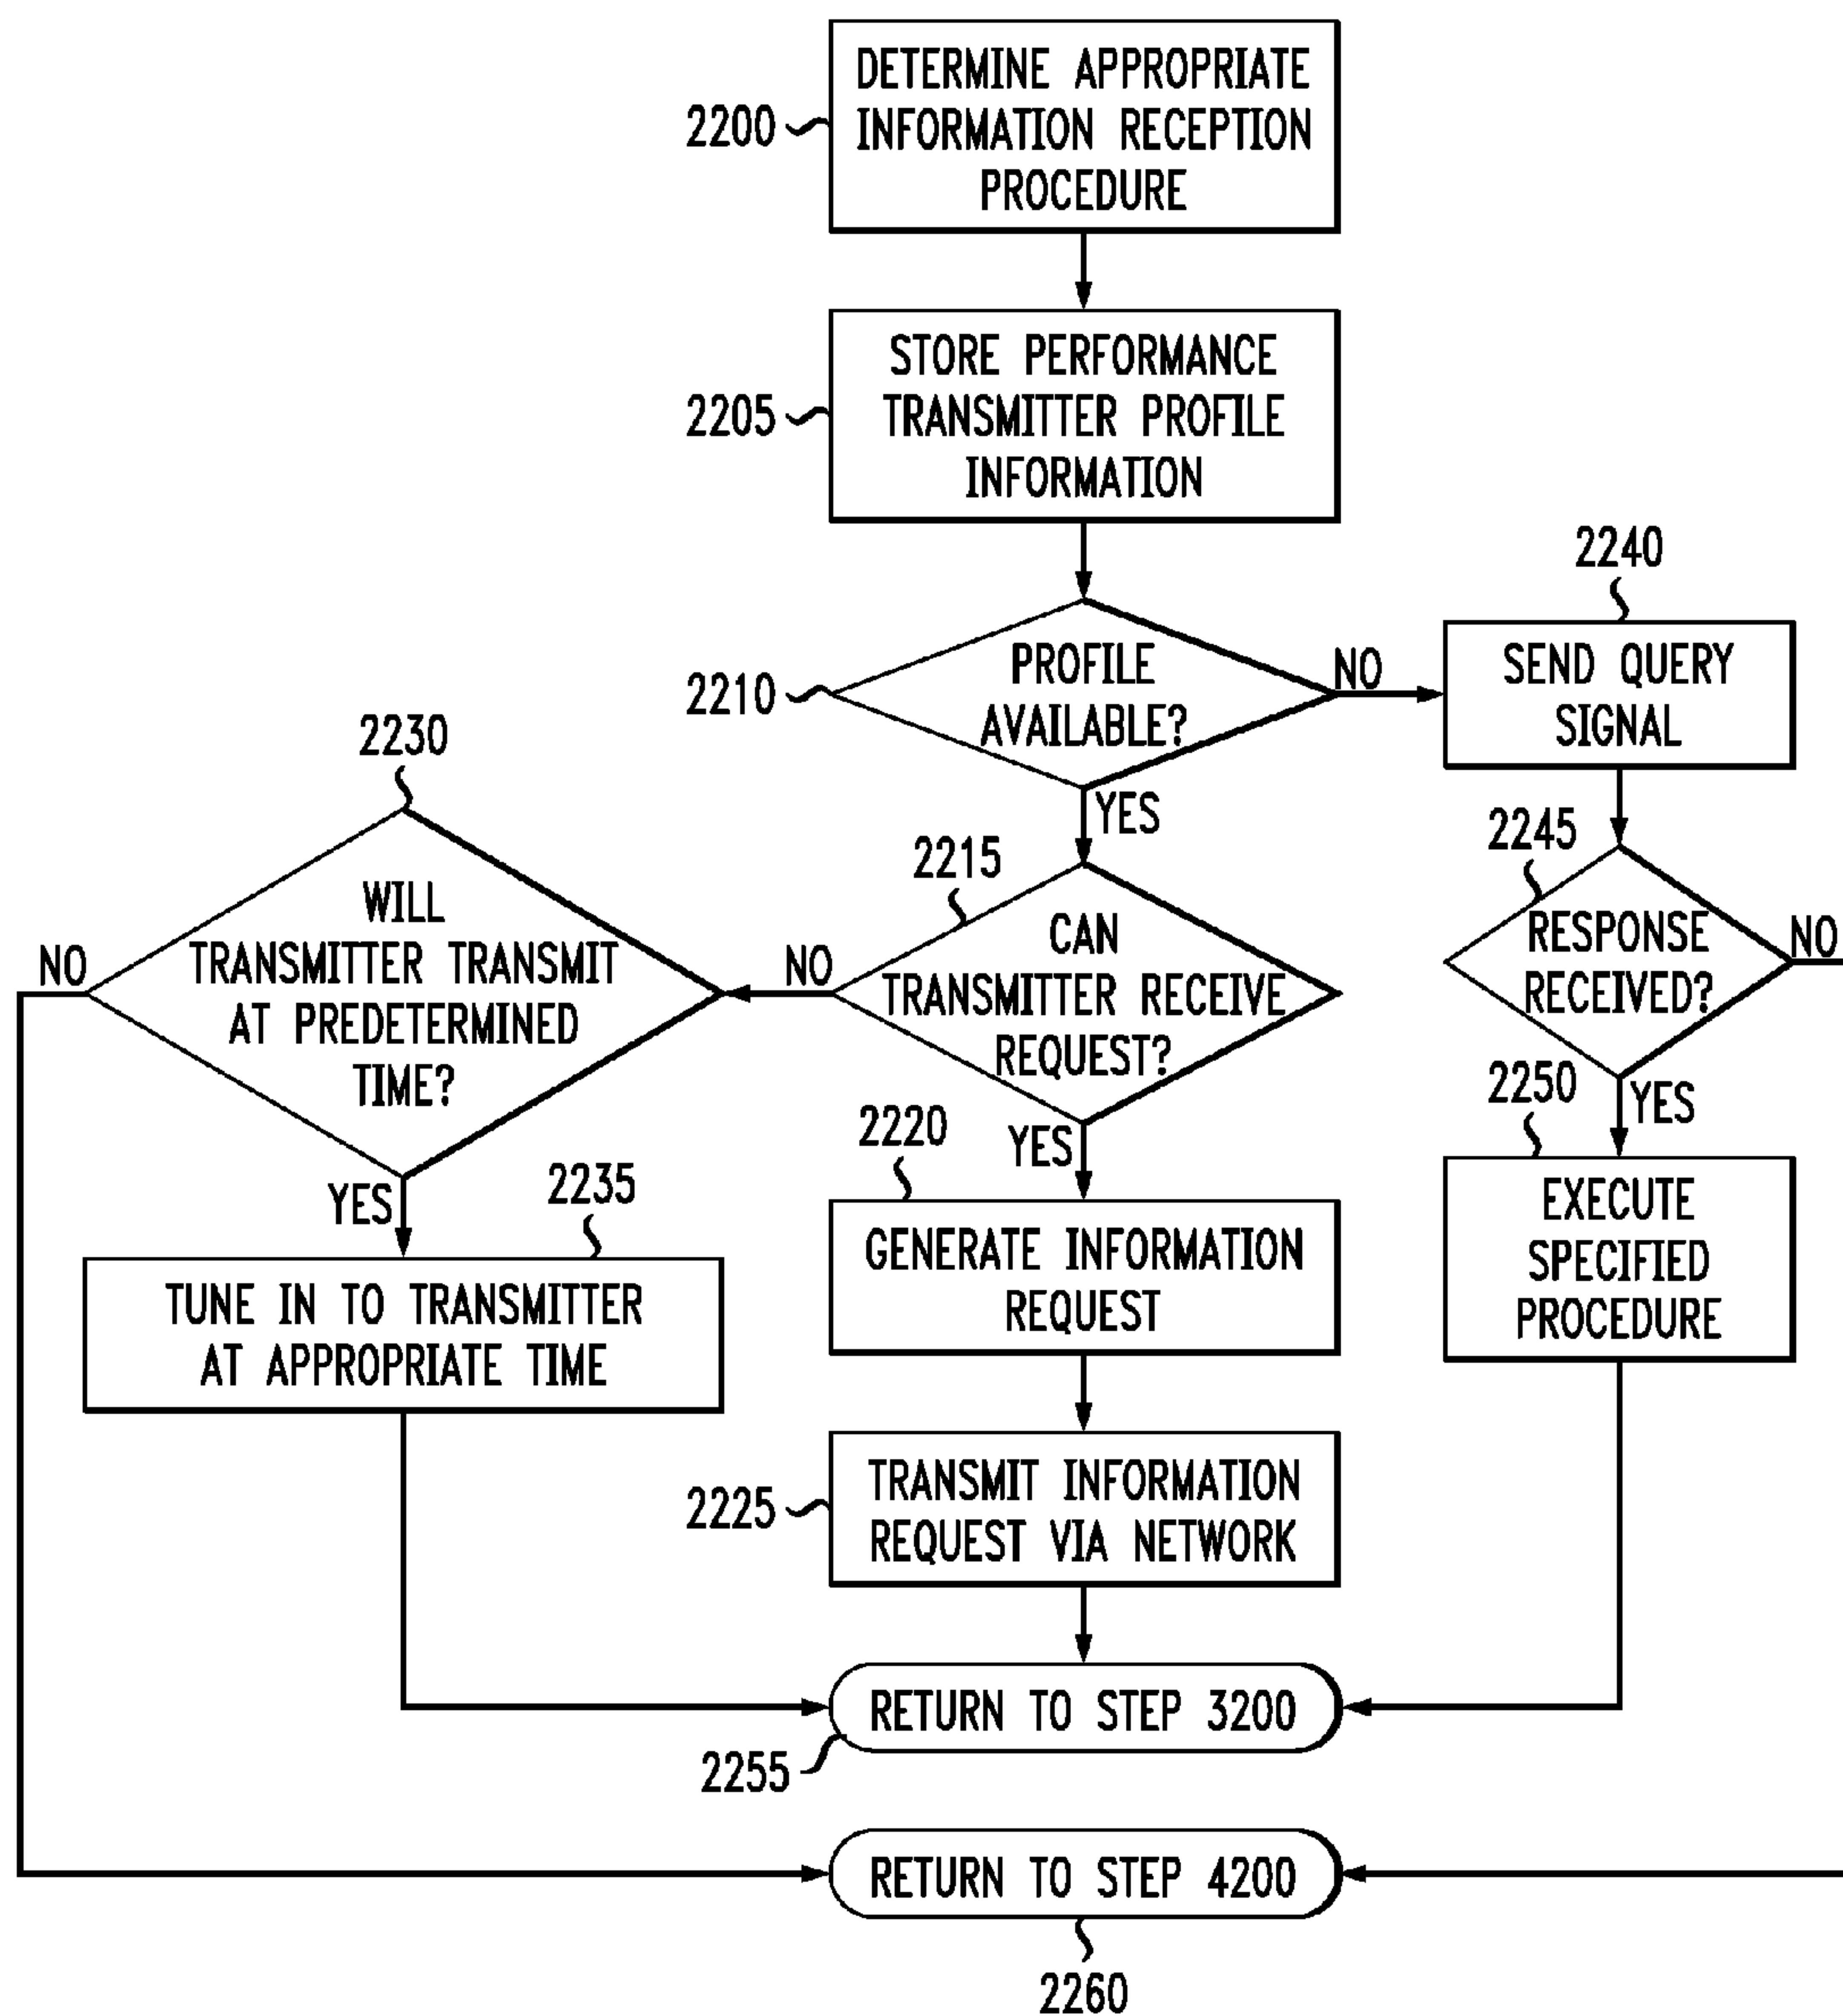 DETERMINE APPROPRIATE
INFORMATION RECEPTION
PROCEDURE
2200
STORE PERFORMANCE
TRANSMITTER PROFILE
INFORMATION
2205
PROFILE
AVAILABLE?
2210
NO
YES
2240
SEND QUERY
SIGNAL
2245
RESPONSE
RECEIVED?
NO
YES
2250
EXECUTE
SPECIFIED
PROCEDURE
2215
CAN
TRANSMITTER RECEIVE
REQUEST?
NO
YES
2230
WILL
TRANSMITTER TRANSMIT
AT PREDETERMINED
TIME?
NO
YES
2235
TUNE IN TO TRANSMITTER
AT APPROPRIATE TIME
2220
GENERATE INFORMATION
REQUEST
2225
TRANSMIT INFORMATION
REQUEST VIA NETWORK
RETURN TO STEP 3200
2255
RETURN TO STEP 4200
2260